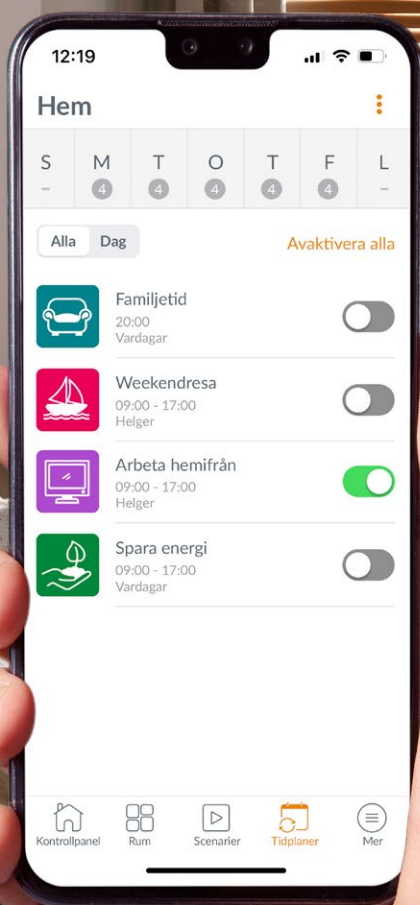 12:19
Hem
S M T O T F L
– 4 4 4 4 4 –
Alla Dag Avaktivera alla
Familjetid
20:00
Vardagar
Weekendresa
09:00 - 17:00
Helger
Arbeta hemifrån
09:00 - 17:00
Helger
Spara energi
09:00 - 17:00
Vardagar
Kontrollpanel Rum Scenarier Tidplaner Mer